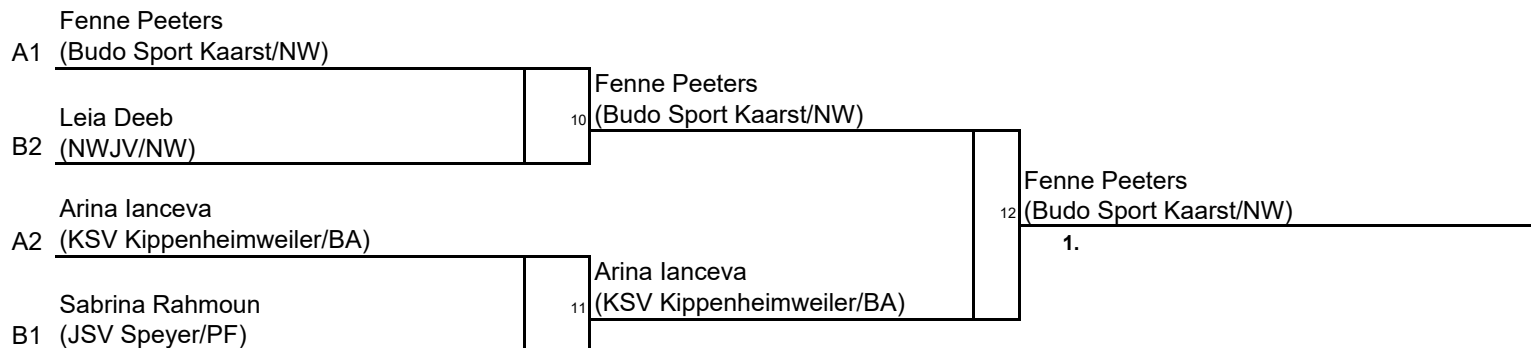 Fenne Peeters
A1 (Budo Sport Kaarst/NW)
Leia Deeb
B2 (NWJV/NW)
Arina Ianceva
A2 (KSV Kippenheimweiler/BA)
Sabrina Rahmoun
B1 (JSV Speyer/PF)
Fenne Peeters
10 (Budo Sport Kaarst/NW)
Arina Ianceva
11 (KSV Kippenheimweiler/BA)
Fenne Peeters
12 (Budo Sport Kaarst/NW)
1.